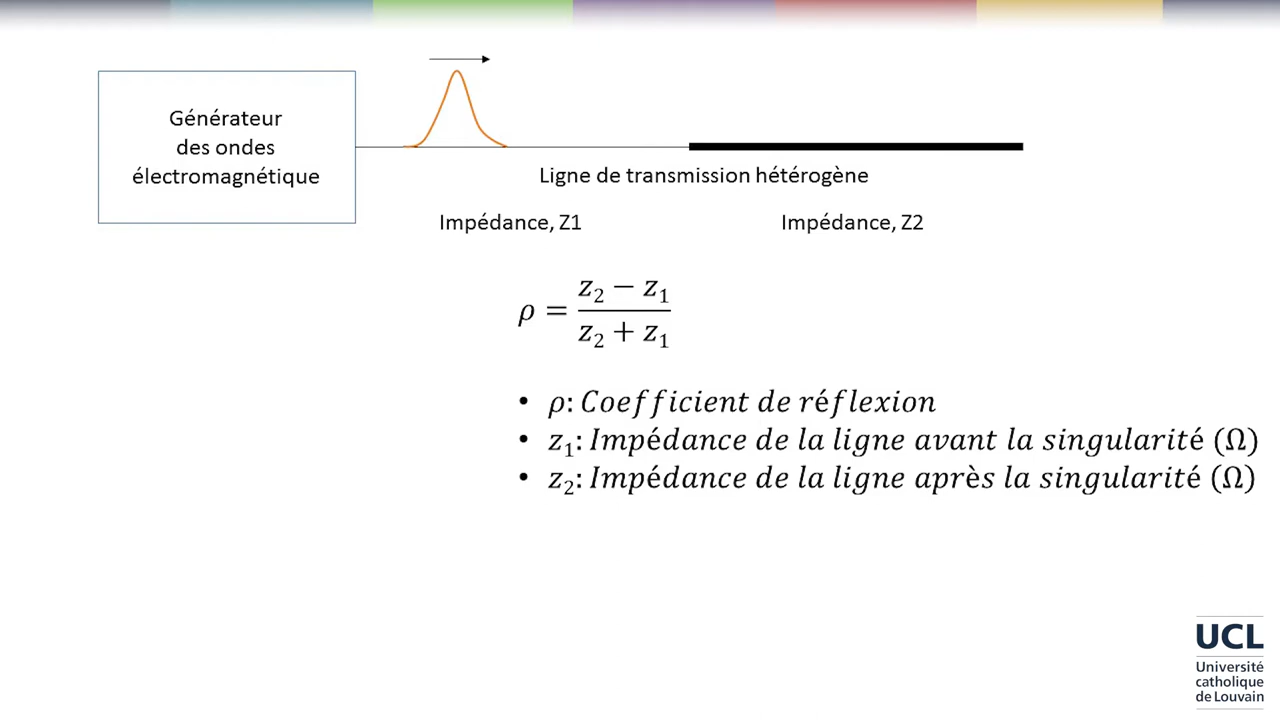 Générateur
des ondes
électromagnétique
Ligne de transmission hétérogène
Impédance, Z1
Impédance, Z2
ρ = (z₂ − z₁) / (z₂ + z₁)
• ρ: Coefficient de réflexion
• z₁: Impédance de la ligne avant la singularité (Ω)
• z₂: Impédance de la ligne après la singularité (Ω)
UCL
Université
catholique
de Louvain